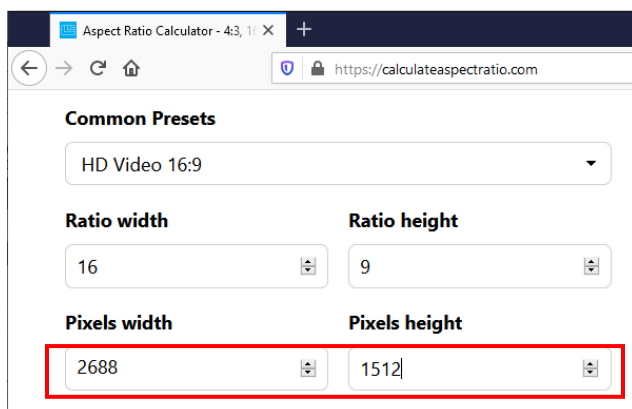 Aspect Ratio Calculator - 4:3,
https://calculateaspectratio.com
Common Presets
HD Video 16:9
Ratio width Ratio height
16 9
Pixels width Pixels height
2688 1512